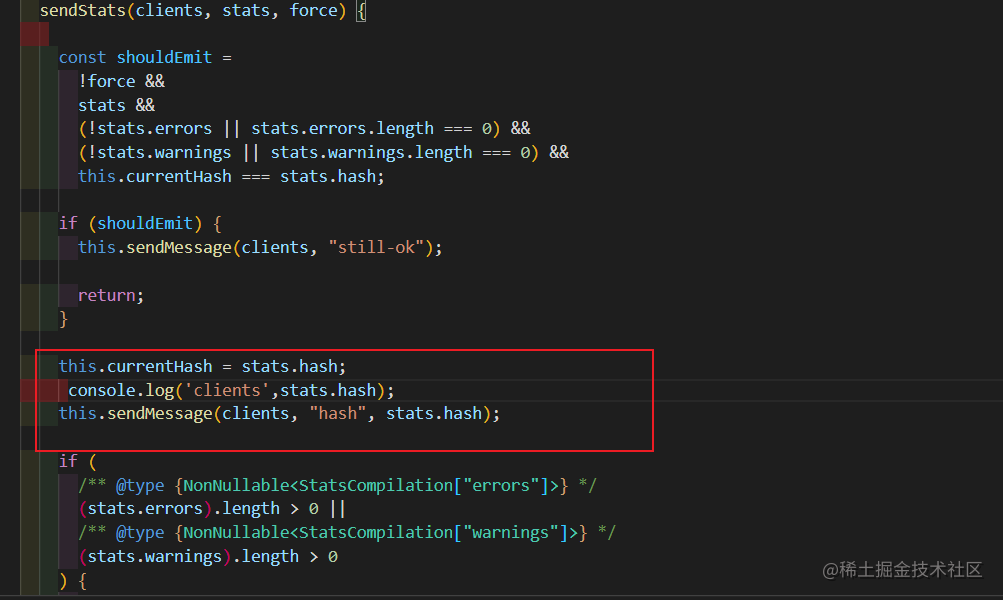 sendStats(clients, stats, force) {
const shouldEmit =
!force &&
stats &&
(!stats.errors || stats.errors.length === 0) &&
(!stats.warnings || stats.warnings.length === 0) &&
this.currentHash === stats.hash;
if (shouldEmit) {
this.sendMessage(clients, "still-ok");
return;
}
this.currentHash = stats.hash;
console.log('clients',stats.hash);
this.sendMessage(clients, "hash", stats.hash);
if (
/** @type {NonNullable<StatsCompilation["errors"]>} */
(stats.errors).length > 0 ||
/** @type {NonNullable<StatsCompilation["warnings"]>} */
(stats.warnings).length > 0
) {
@稀土掘金技术社区